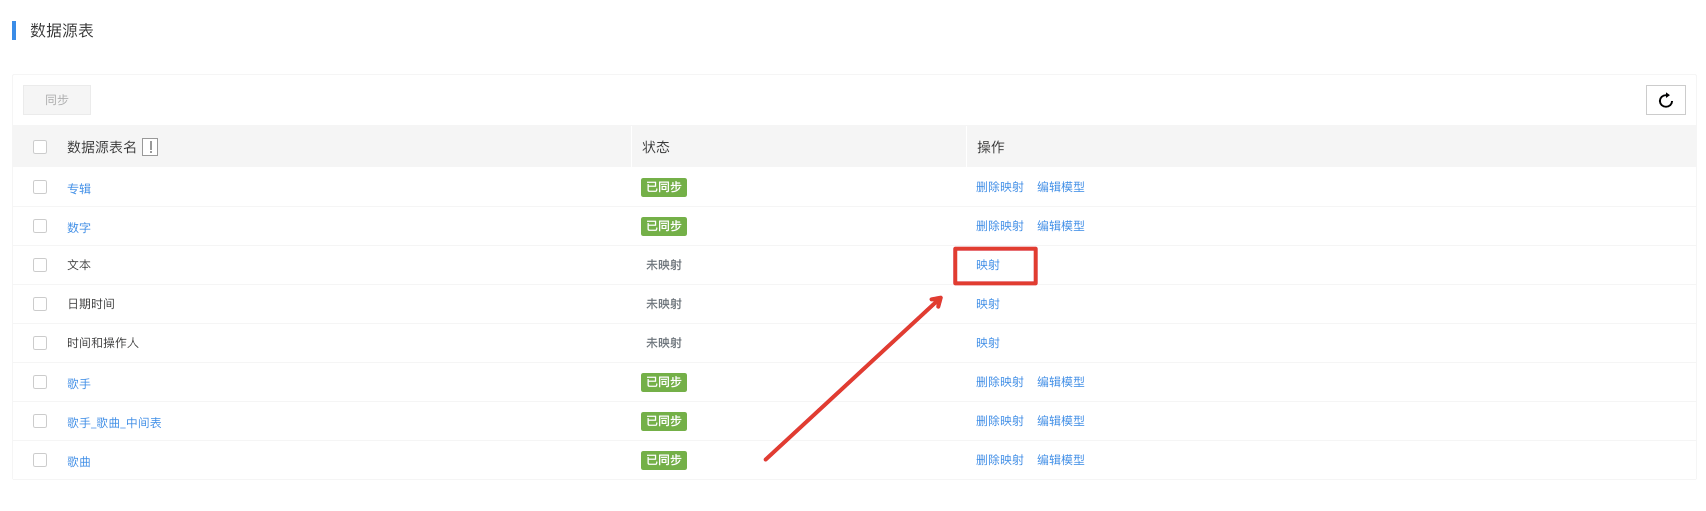 数据源表
同步
数据源表名 ! 状态 操作
专辑 已同步 删除映射 编辑模型
数字 已同步 删除映射 编辑模型
文本 未映射 映射
日期时间 未映射 映射
时间和操作人 未映射 映射
歌手 已同步 删除映射 编辑模型
歌手_歌曲_中间表 已同步 删除映射 编辑模型
歌曲 已同步 删除映射 编辑模型